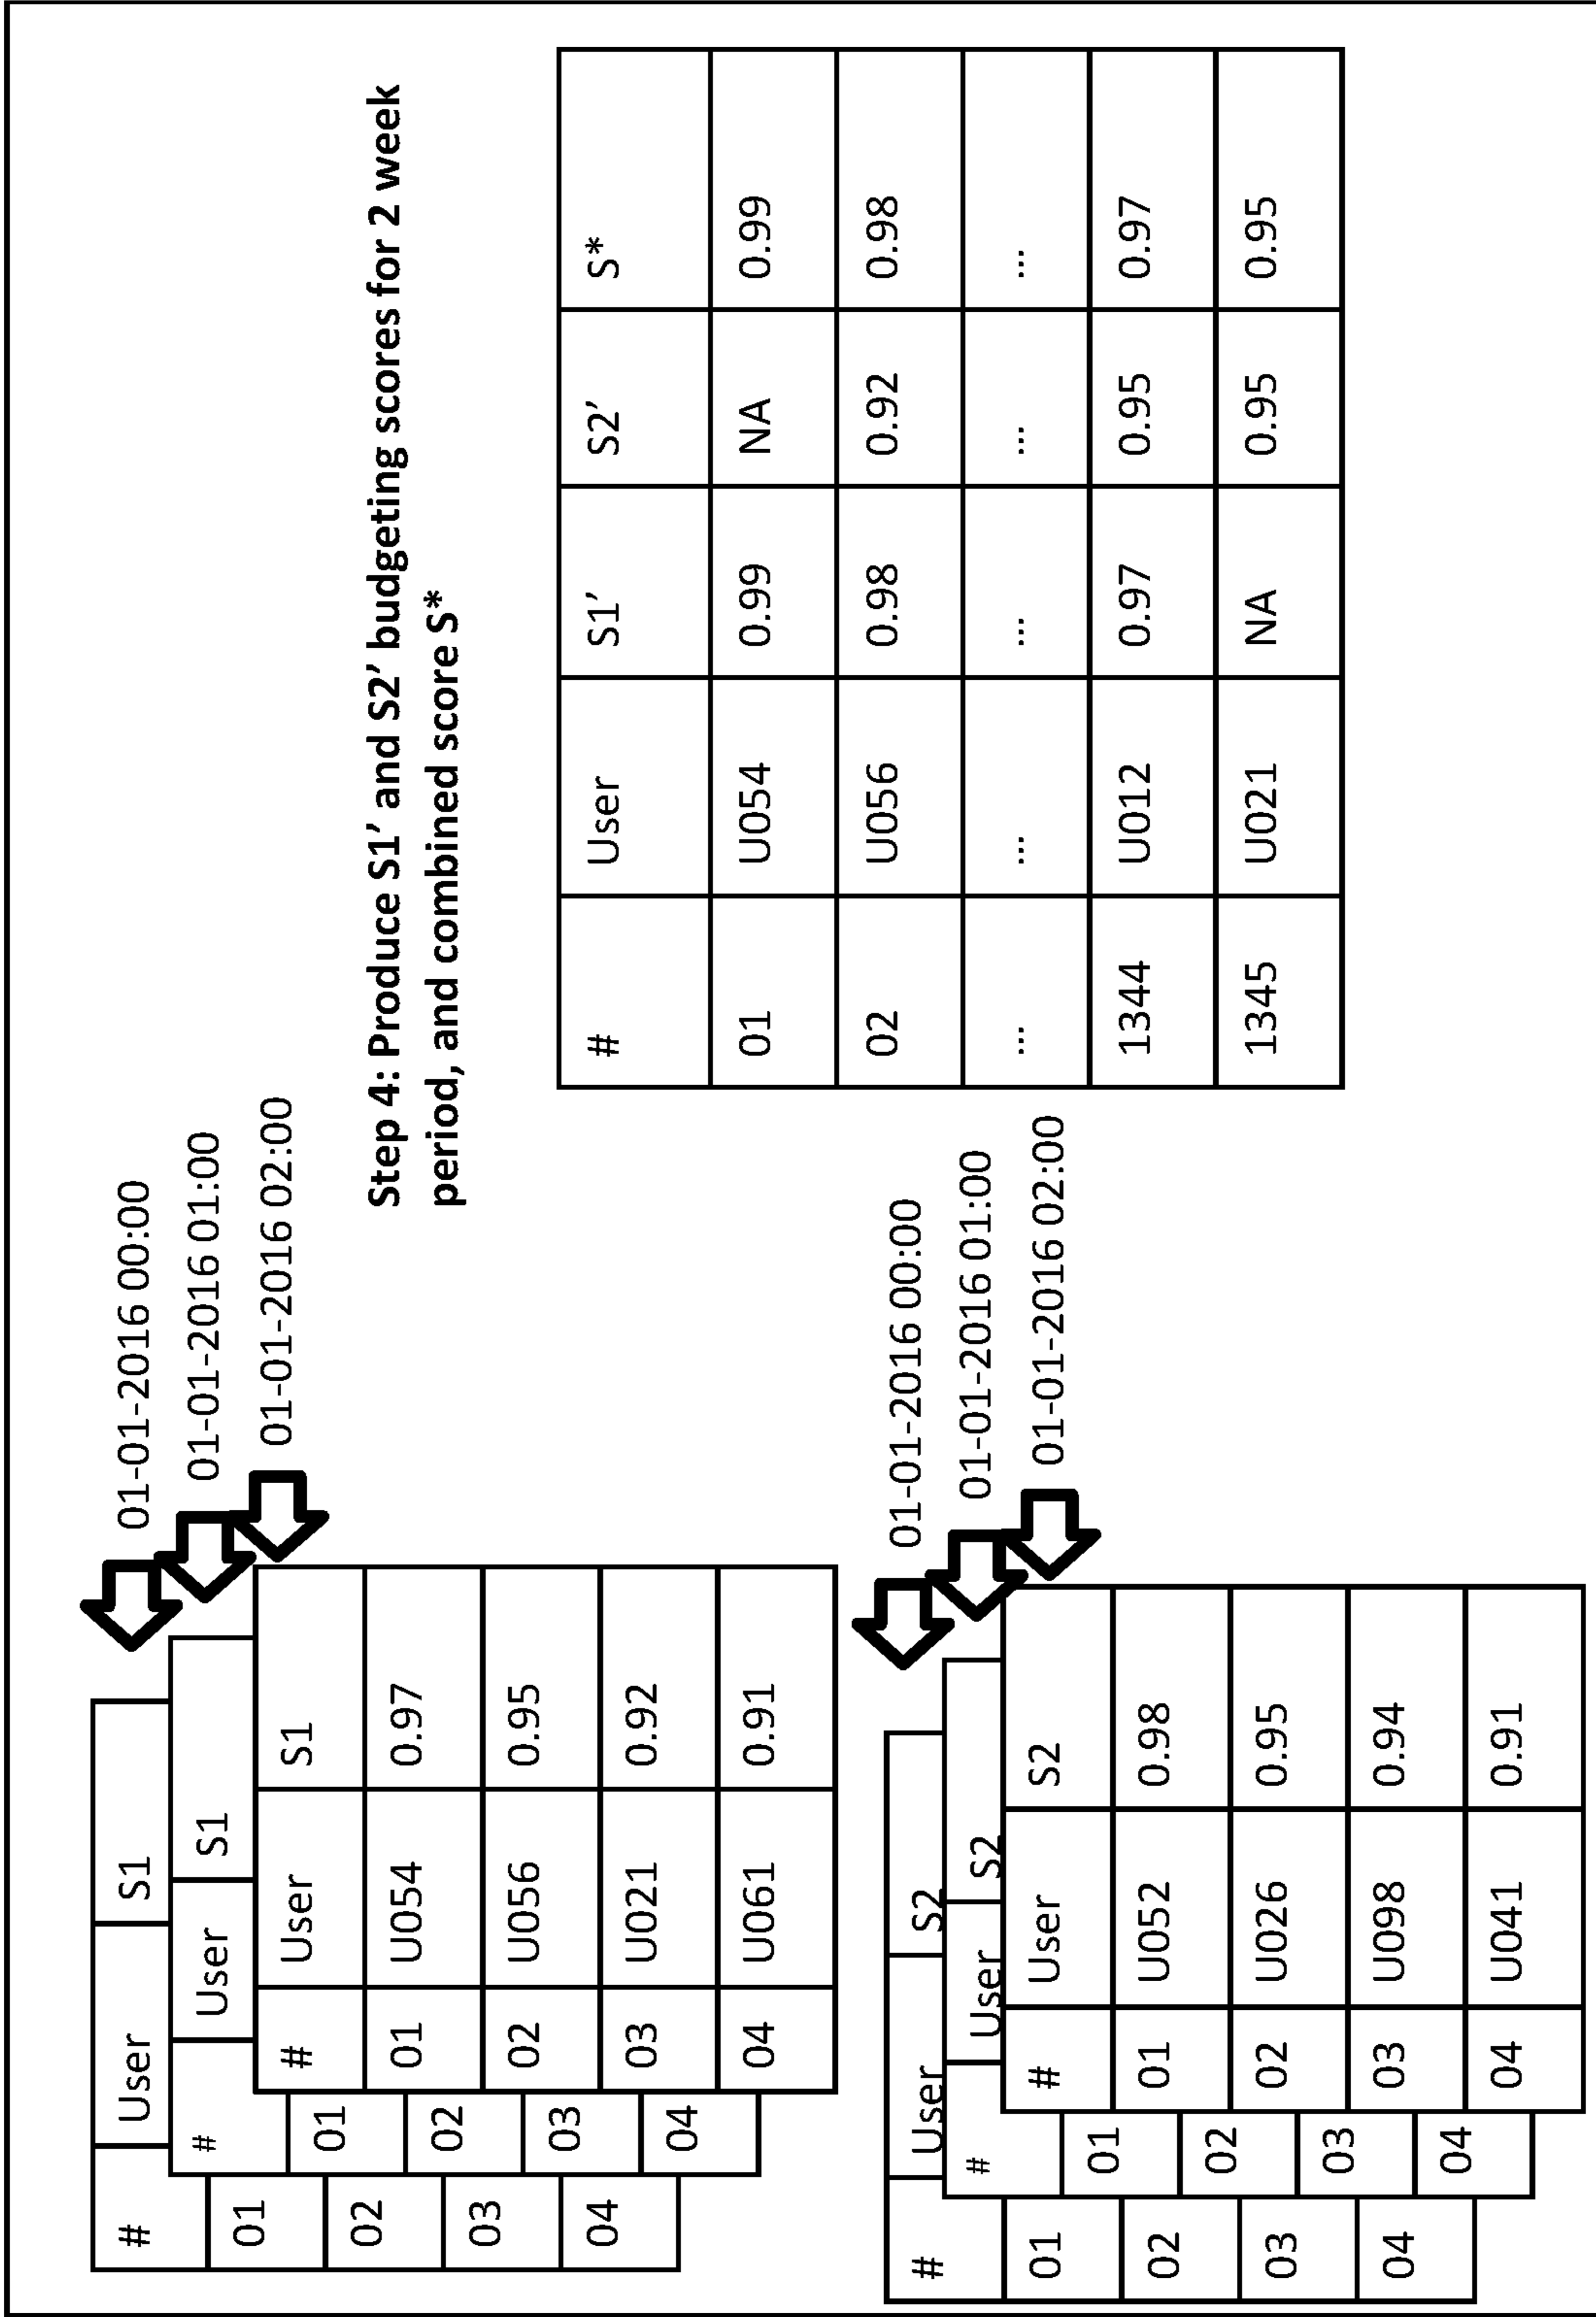 # User S1
01
02
03
04
# User S1
01
02
03
04
# User S1
01 U054 0.97
02 U056 0.95
03 U021 0.92
04 U061 0.91
01-01-2016 00:00
01-01-2016 01:00
01-01-2016 02:00
# User S2
01
02
03
04
# User S2
01
02
03
04
# User S2
01 U052 0.98
02 U026 0.95
03 U098 0.94
04 U041 0.91
01-01-2016 00:00
01-01-2016 01:00
01-01-2016 02:00
Step 4: Produce S1’ and S2’ budgeting scores for 2 week
period, and combined score S*
# User S1’ S2’ S*
01 U054 0.99 NA 0.99
02 U056 0.98 0.92 0.98
... ... ... ... ...
1344 U012 0.97 0.95 0.97
1345 U021 NA 0.95 0.95